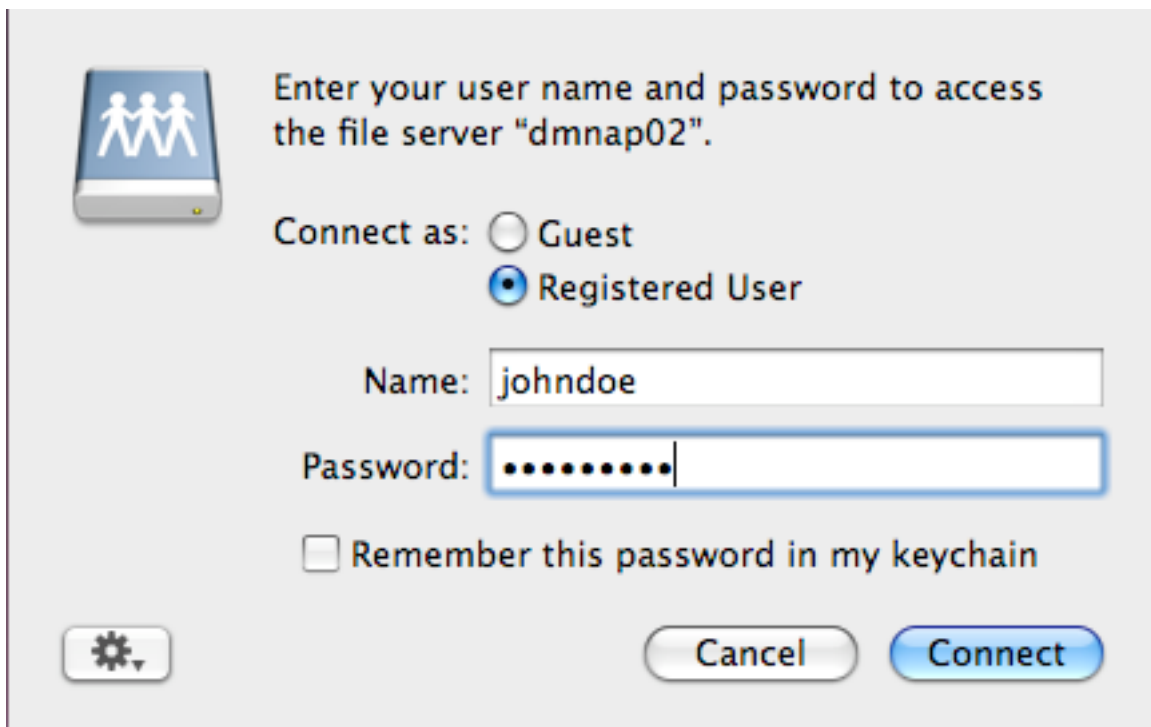 Enter your user name and password to access
the file server “dmnap02”.
Connect as: Guest
Registered User
Name: johndoe
Password: •••••••••
Remember this password in my keychain
Cancel Connect